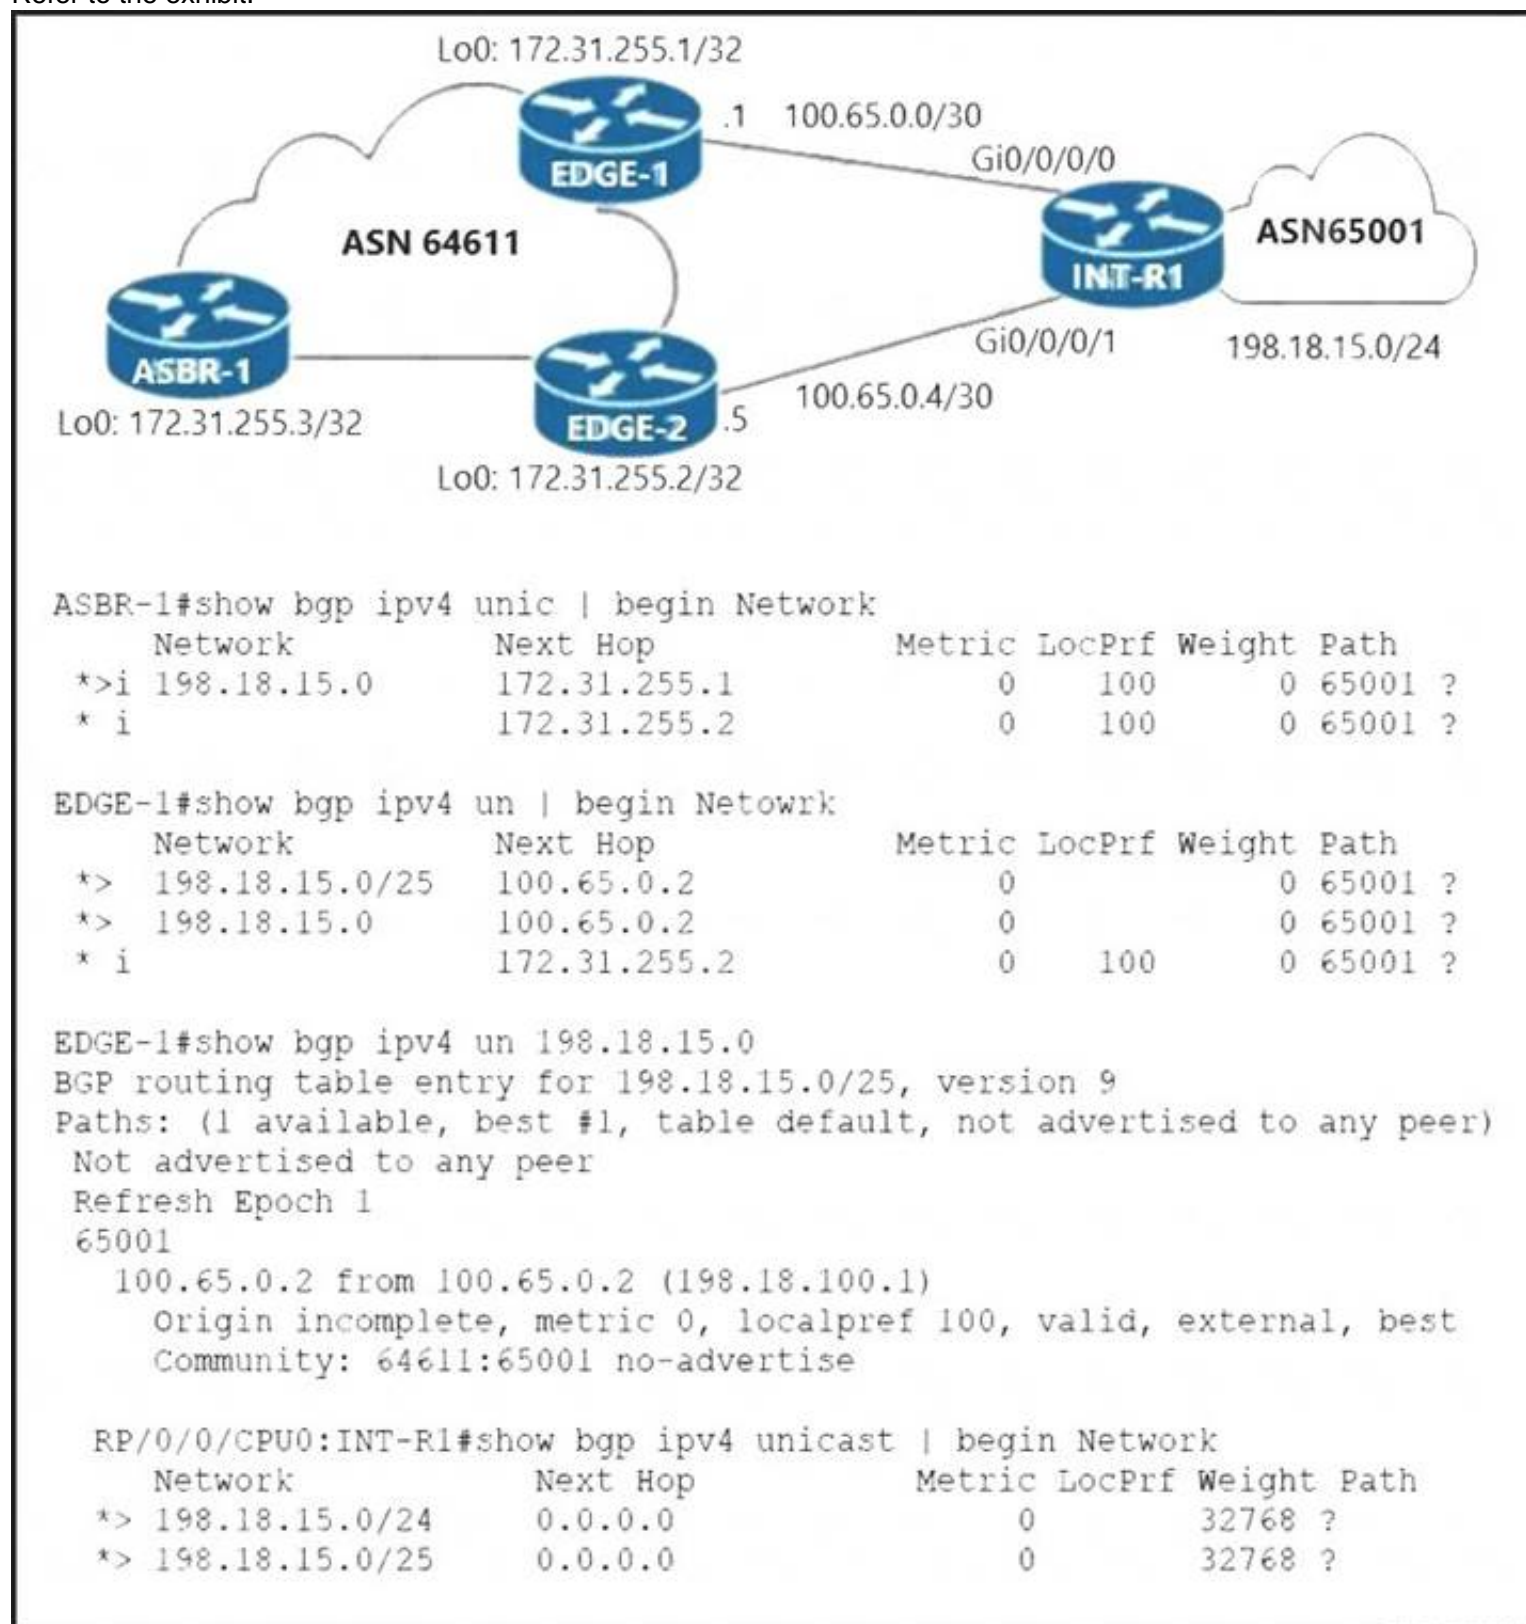 Refer to the exhibit.
Lo0: 172.31.255.1/32
.1 100.65.0.0/30
Gi0/0/0/0
EDGE-1
ASN 64611
ASN65001
INT-R1
Gi0/0/0/1
198.18.15.0/24
ASBR-1
100.65.0.4/30
EDGE-2
.5
Lo0: 172.31.255.3/32
Lo0: 172.31.255.2/32
ASBR-1#show bgp ipv4 unic | begin Network
Network Next Hop Metric LocPrf Weight Path
*>i 198.18.15.0 172.31.255.1 0 100 0 65001 ?
* i 172.31.255.2 0 100 0 65001 ?
EDGE-1#show bgp ipv4 un | begin Netowrk
Network Next Hop Metric LocPrf Weight Path
*> 198.18.15.0/25 100.65.0.2 0 0 65001 ?
*> 198.18.15.0 100.65.0.2 0 0 65001 ?
* i 172.31.255.2 0 100 0 65001 ?
EDGE-1#show bgp ipv4 un 198.18.15.0
BGP routing table entry for 198.18.15.0/25, version 9
Paths: (1 available, best #1, table default, not advertised to any peer)
Not advertised to any peer
Refresh Epoch 1
65001
100.65.0.2 from 100.65.0.2 (198.18.100.1)
Origin incomplete, metric 0, localpref 100, valid, external, best
Community: 64611:65001 no-advertise
RP/0/0/CPU0:INT-R1#show bgp ipv4 unicast | begin Network
Network Next Hop Metric LocPrf Weight Path
*> 198.18.15.0/24 0.0.0.0 0 32768 ?
*> 198.18.15.0/25 0.0.0.0 0 32768 ?